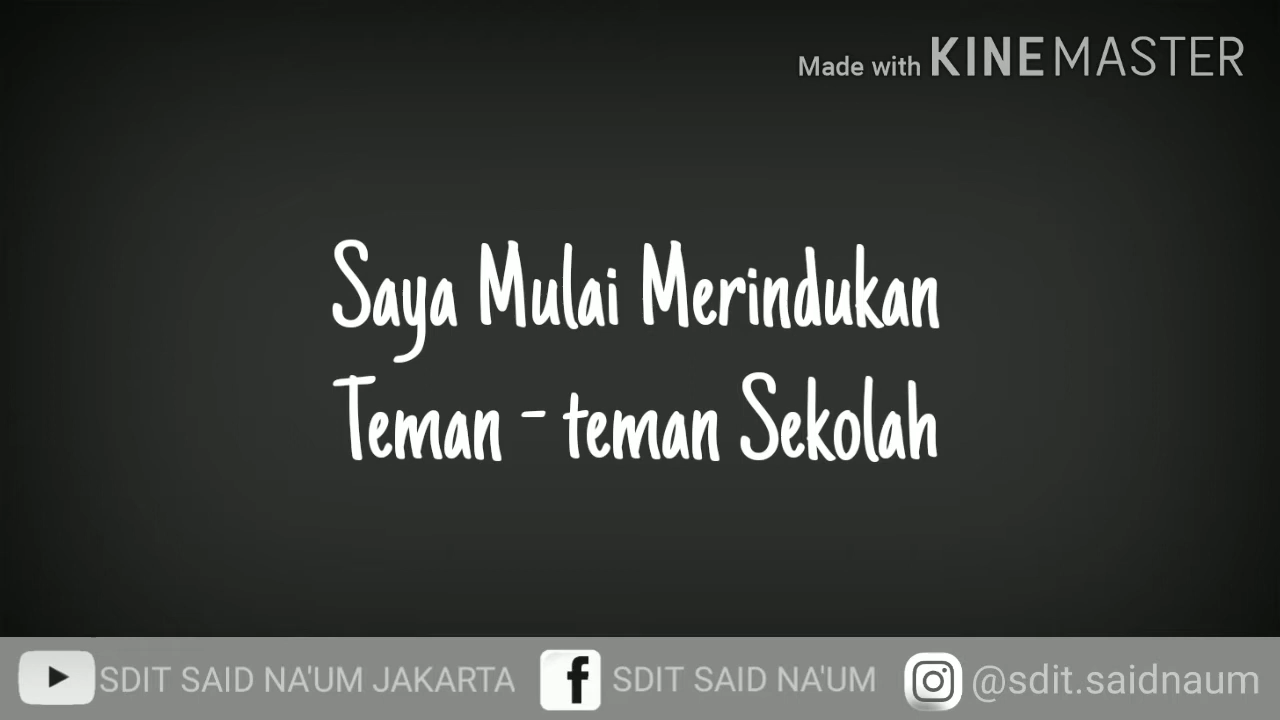 Made with KINEMASTER
Saya Mulai Merindukan
Teman - teman Sekolah
SDIT SAID NA'UM JAKARTA f SDIT SAID NA'UM @sdit.saidnaum